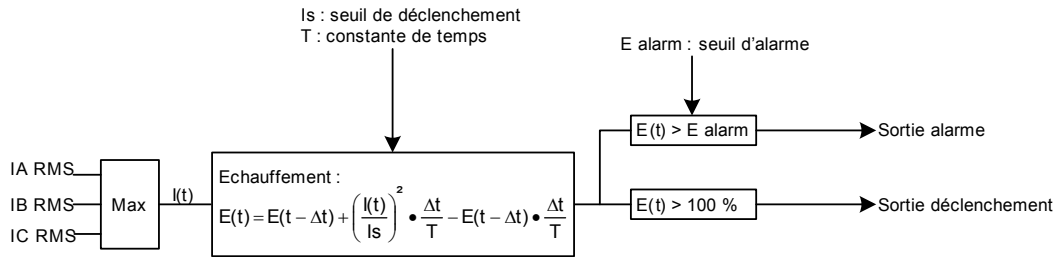 Is : seuil de déclenchement
T : constante de temps
E alarm : seuil d'alarme
E(t) > E alarm
Sortie alarme
IA RMS
IB RMS
IC RMS
Max
I(t)
Echauffement :
E(t) = E(t − Δt) + (I(t)/Is)² • Δt/T − E(t − Δt) • Δt/T
E(t) > 100 %
Sortie déclenchement